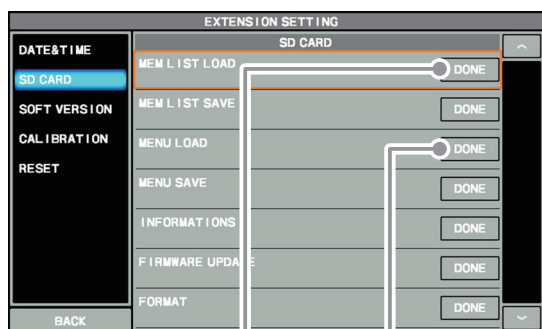 EXTENSION SETTING
DATE&TIME
SD CARD
SOFT VERSION
CALIBRATION
RESET
BACK
SD CARD
MEM LIST LOAD DONE
MEM LIST SAVE DONE
MENU LOAD DONE
MENU SAVE DONE
INFORMATIONS DONE
FIRMWARE UPDATE DONE
FORMAT DONE